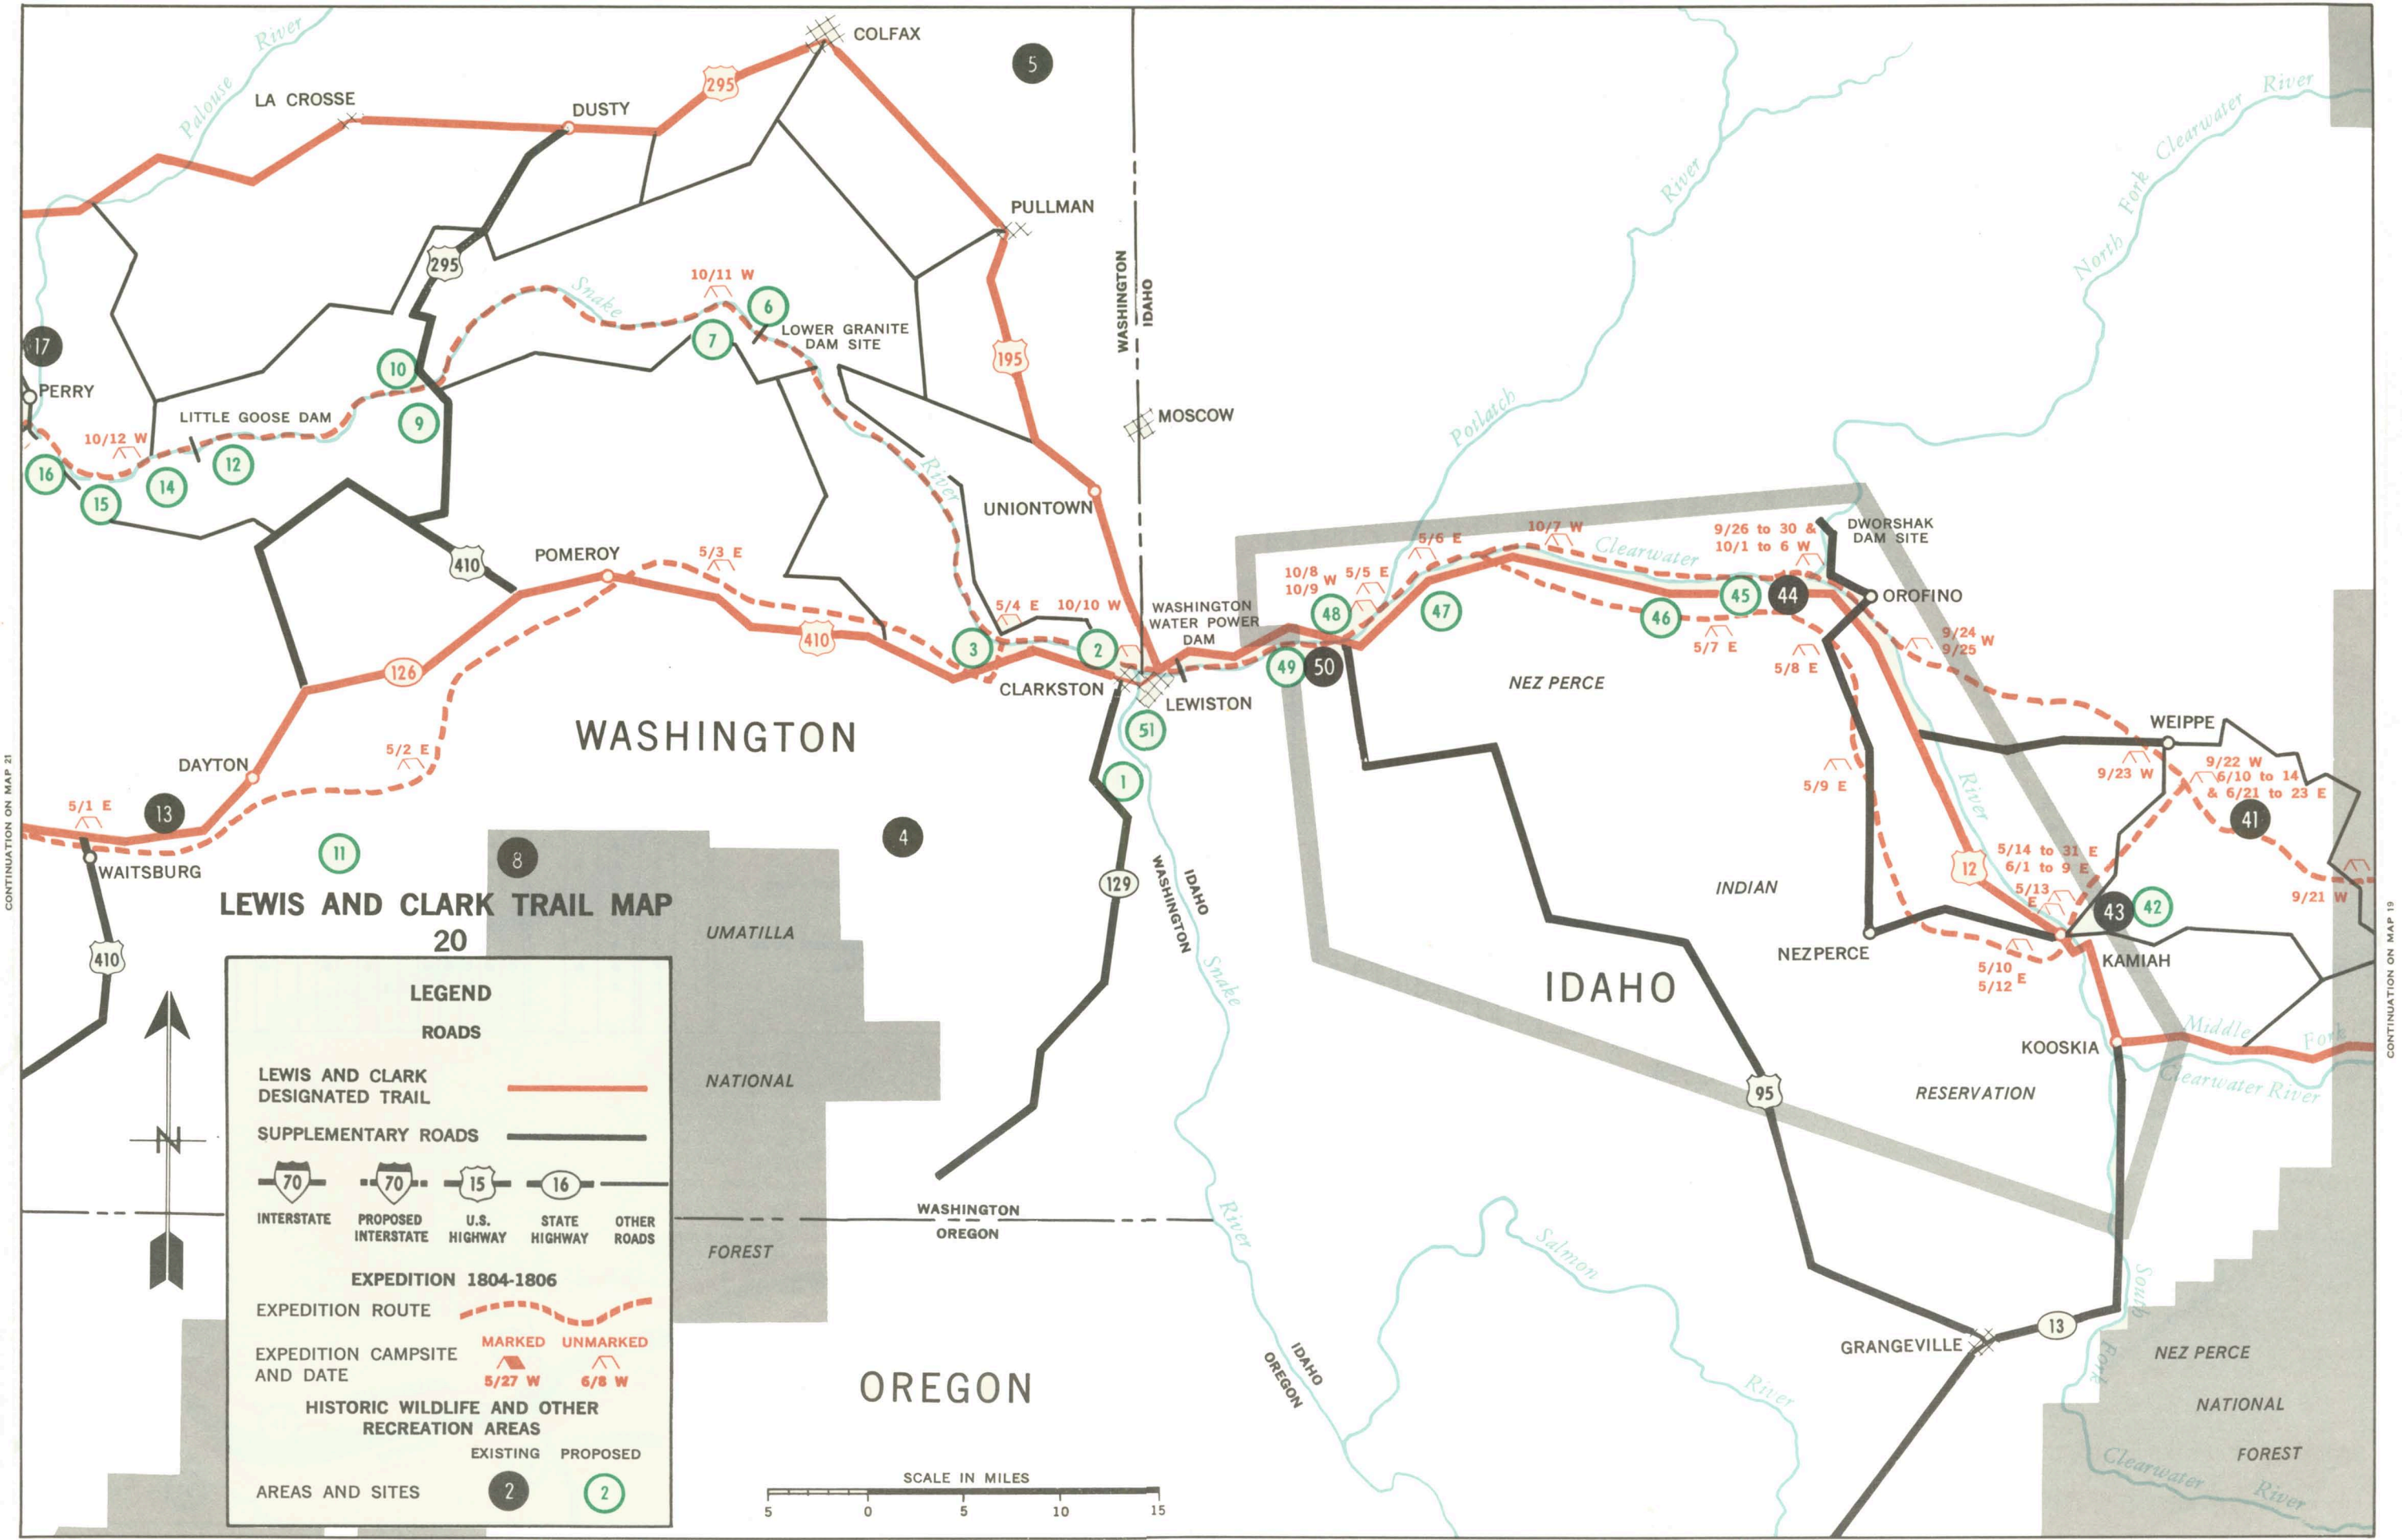 COLFAX
5
River
Palouse
295
LA CROSSE
DUSTY
River
North Fork Clearwater
River
PULLMAN
295
WASHINGTON
IDAHO
10/11 W
Snake
6
7
LOWER GRANITE
DAM SITE
195
17
PERRY
10
LITTLE GOOSE DAM
9
MOSCOW
Potlatch
10/12 W
16
15
14
12
River
UNIONTOWN
410
POMEROY
5/3 E
5/4 E
10/10 W
WASHINGTON
WATER POWER
DAM
10/8
10/9 W
5/5 E
5/6 E
10/7 W
Clearwater
9/26 to 30 &
10/1 to 6 W
DWORSHAK
DAM SITE
48
47
46
45
44
OROFINO
126
410
3
2
49
50
5/7 E
5/8 E
9/24
9/25 W
CLARKSTON
LEWISTON
NEZ PERCE
51
WASHINGTON
5/2 E
DAYTON
5/1 E
13
1
WEIPPE
9/23 W
9/22 W
6/10 to 14
& 6/21 to 23 E
41
5/9 E
River
WAITSBURG
11
8
4
IDAHO
WASHINGTON
129
12
5/14 to 31 E
6/1 to 9 E
5/13
E
9/21 W
43
42
INDIAN
LEWIS AND CLARK TRAIL MAP
20
UMATILLA
410
NEZPERCE
5/10
5/12 E
KAMIAH
Snake
IDAHO
KOOSKIA
Middle Fork
Clearwater River
NATIONAL
95
RESERVATION
LEGEND
ROADS
LEWIS AND CLARK
DESIGNATED TRAIL
SUPPLEMENTARY ROADS
70
70
15
16
INTERSTATE
PROPOSED
INTERSTATE
U.S.
HIGHWAY
STATE
HIGHWAY
OTHER
ROADS
EXPEDITION 1804-1806
EXPEDITION ROUTE
MARKED
UNMARKED
EXPEDITION CAMPSITE
AND DATE
5/27 W
6/8 W
HISTORIC WILDLIFE AND OTHER
RECREATION AREAS
EXISTING
PROPOSED
AREAS AND SITES
2
2
N
WASHINGTON
OREGON
FOREST
River
Salmon
River
IDAHO
OREGON
OREGON
GRANGEVILLE
13
South
Fork
Clearwater
River
NEZ PERCE
NATIONAL
FOREST
SCALE IN MILES
5 0 5 10 15
CONTINUATION ON MAP 21
CONTINUATION ON MAP 19